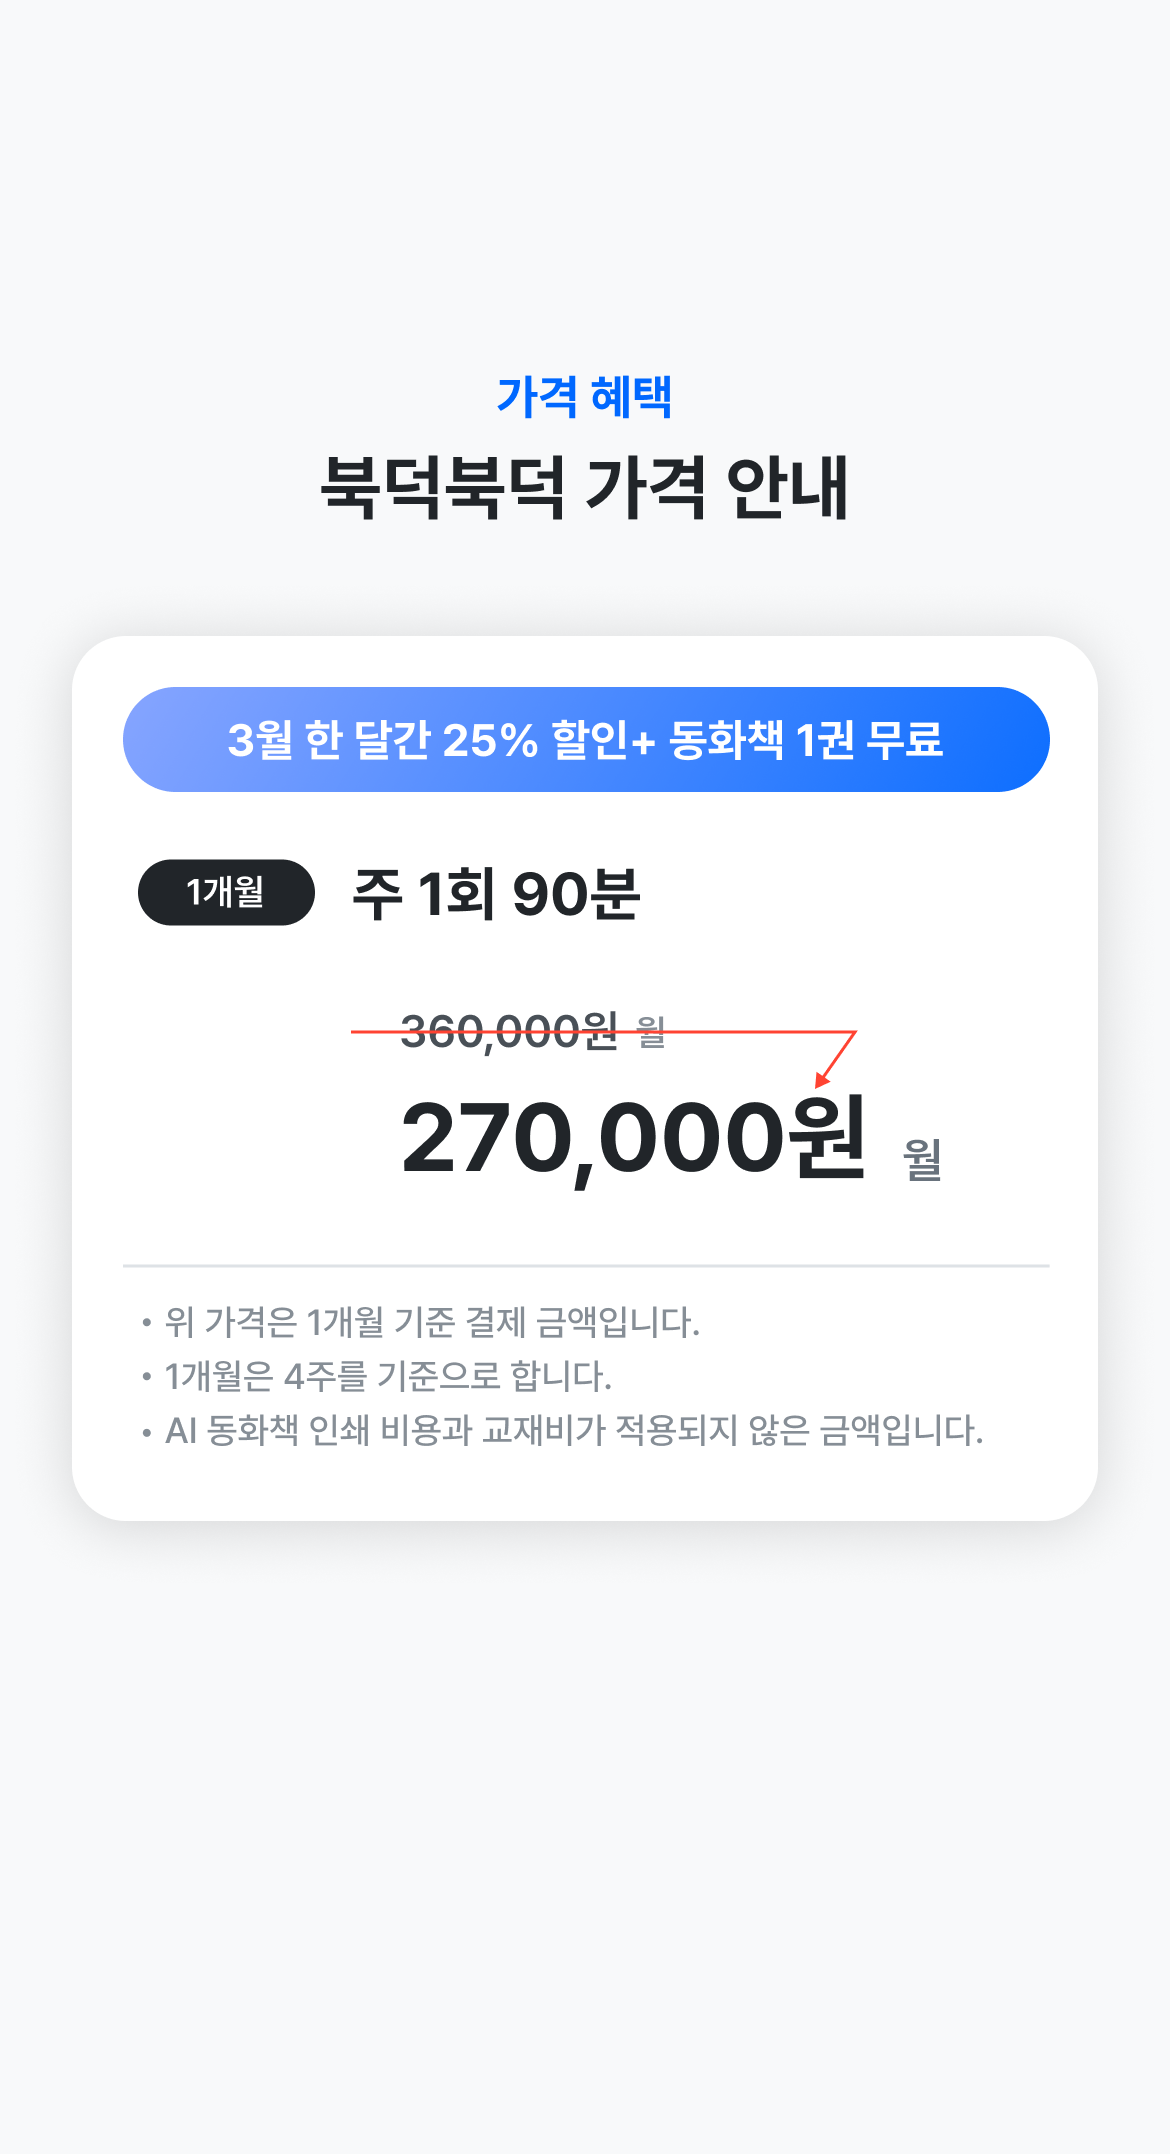 가격 혜택
북덕북덕 가격 안내
3월 한 달간 25% 할인+ 동화책 1권 무료
1개월 주 1회 90분
360,000원 월
270,000원 월
• 위 가격은 1개월 기준 결제 금액입니다.
• 1개월은 4주를 기준으로 합니다.
• AI 동화책 인쇄 비용과 교재비가 적용되지 않은 금액입니다.